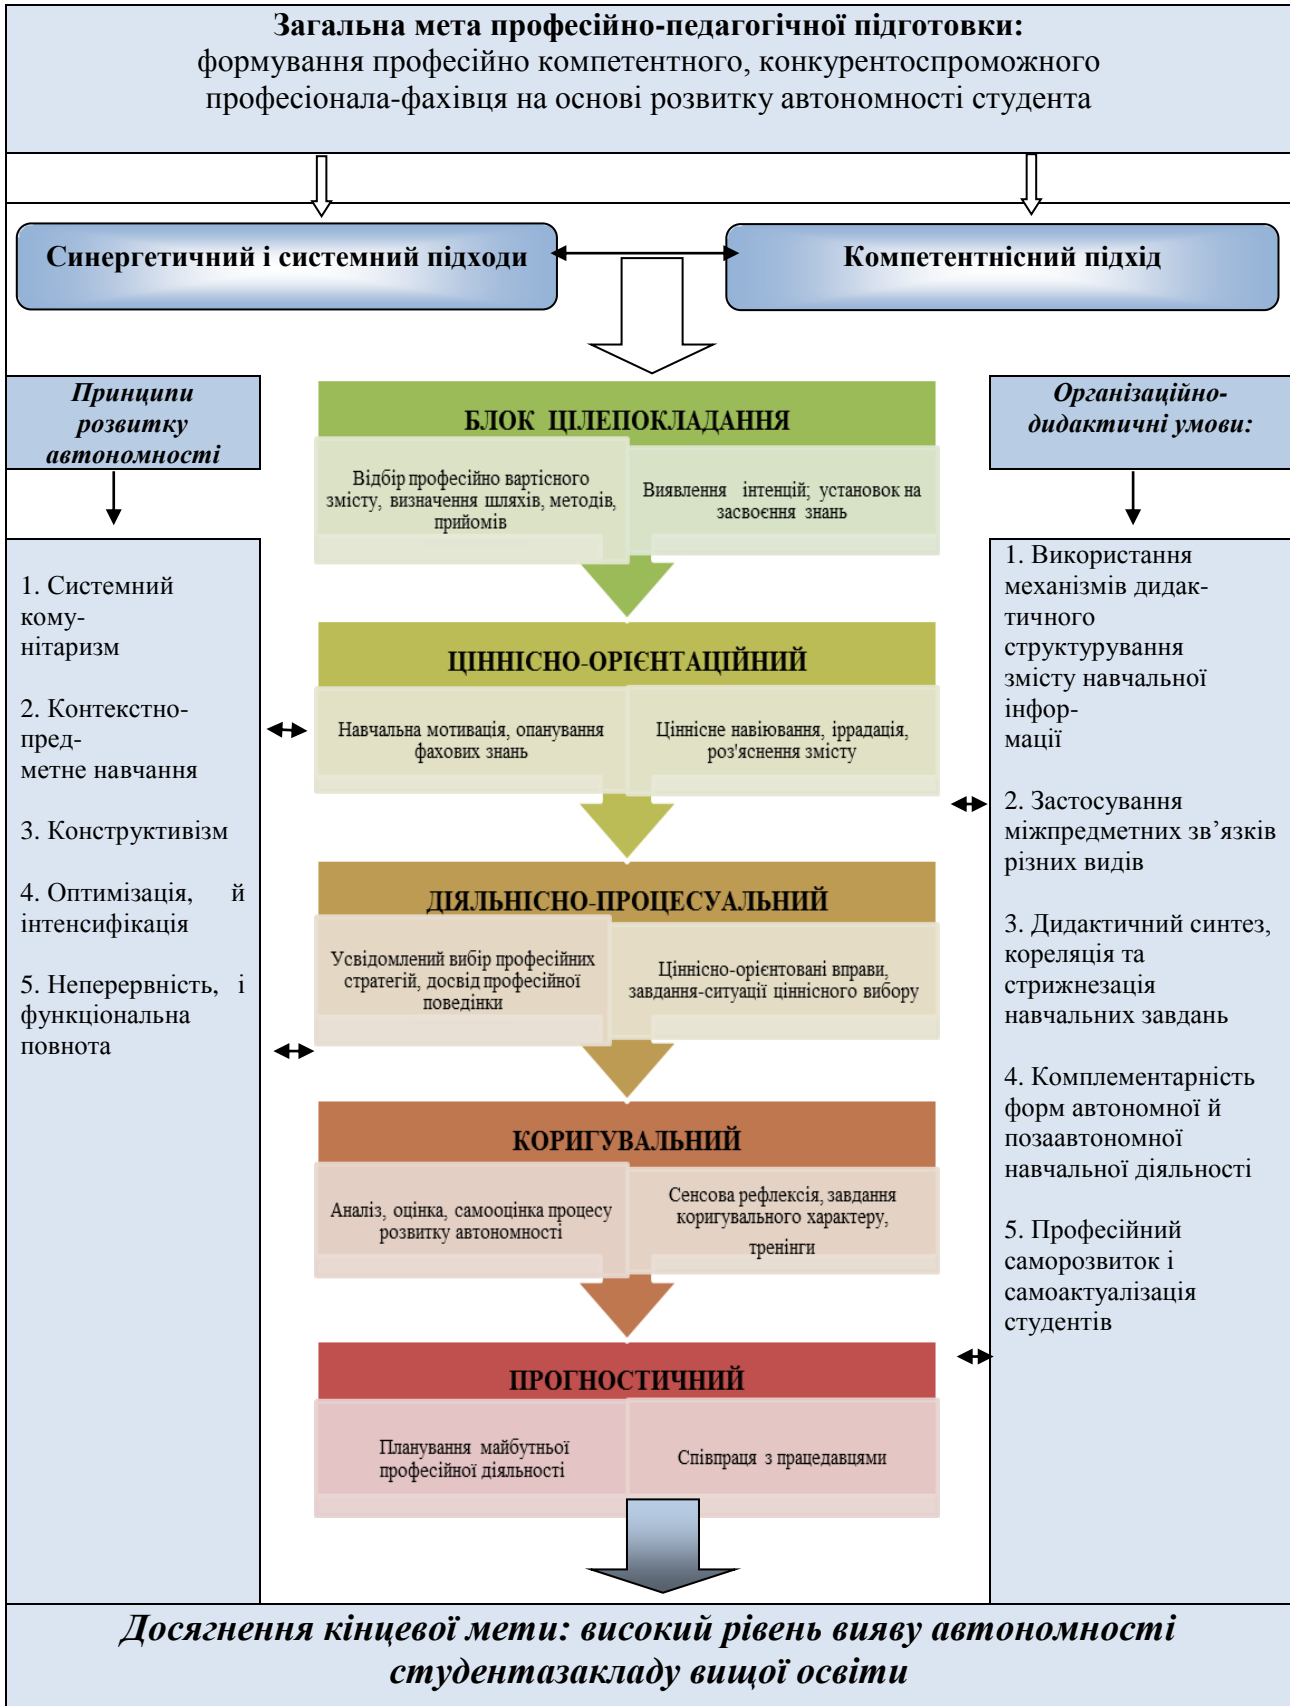 Загальна мета професійно-педагогічної підготовки:
формування професійно компетентного, конкурентоспроможного
професіонала-фахівця на основі розвитку автономності студента
Синергетичний і системний підходи
Компетентнісний підхід
Принципи
розвитку
автономності
1. Системний
кому-
нітаризм
2. Контекстно-
пред-
метне навчання
3. Конструктивізм
4. Оптимізація, й
інтенсифікація
5. Неперервність, і
функціональна
повнота
БЛОК ЦІЛЕПОКЛАДАННЯ
Відбір професійно вартісного
змісту, визначення шляхів, методів,
прийомів
Виявлення інтенцій; установок на
засвоєння знань
ЦІННІСНО-ОРІЄНТАЦІЙНИЙ
Навчальна мотивація, опанування
фахових знань
Ціннісне навіювання, іррадація,
роз'яснення змісту
ДІЯЛЬНІСНО-ПРОЦЕСУАЛЬНИЙ
Усвідомлений вибір професійних
стратегій, досвід професійної
поведінки
Ціннісно-орієнтовані вправи,
завдання-ситуації ціннісного вибору
КОРИГУВАЛЬНИЙ
Аналіз, оцінка, самооцінка процесу
розвитку автономності
Сенсова рефлексія, завдання
коригувального характеру,
тренінги
ПРОГНОСТИЧНИЙ
Планування майбутньої
професійної діяльності
Співпраця з працедавцями
Організаційно-
дидактичні умови:
1. Використання
механізмів дидак-
тичного
структурування
змісту навчальної
інфор-
мації
2. Застосування
міжпредметних зв’язків
різних видів
3. Дидактичний синтез,
кореляція та
стрижнезація
навчальних завдань
4. Комплементарність
форм автономної й
позаавтономної
навчальної діяльності
5. Професійний
саморозвиток і
самоактуалізація
студентів
Досягнення кінцевої мети: високий рівень вияву автономності
студентазакладу вищої освіти